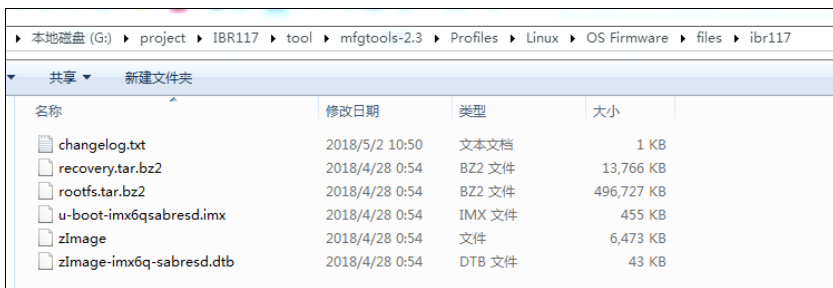 本地磁盘 (G:) ▸ project ▸ IBR117 ▸ tool ▸ mfgtools-2.3 ▸ Profiles ▸ Linux ▸ OS Firmware ▸ files ▸ ibr117
共享 新建文件夹
名称 修改日期 类型 大小
changelog.txt 2018/5/2 10:50 文本文档 1 KB
recovery.tar.bz2 2018/4/28 0:54 BZ2 文件 13,766 KB
rootfs.tar.bz2 2018/4/28 0:54 BZ2 文件 496,727 KB
u-boot-imx6qsabresd.imx 2018/4/28 0:54 IMX 文件 455 KB
zImage 2018/4/28 0:54 文件 6,473 KB
zImage-imx6q-sabresd.dtb 2018/4/28 0:54 DTB 文件 43 KB